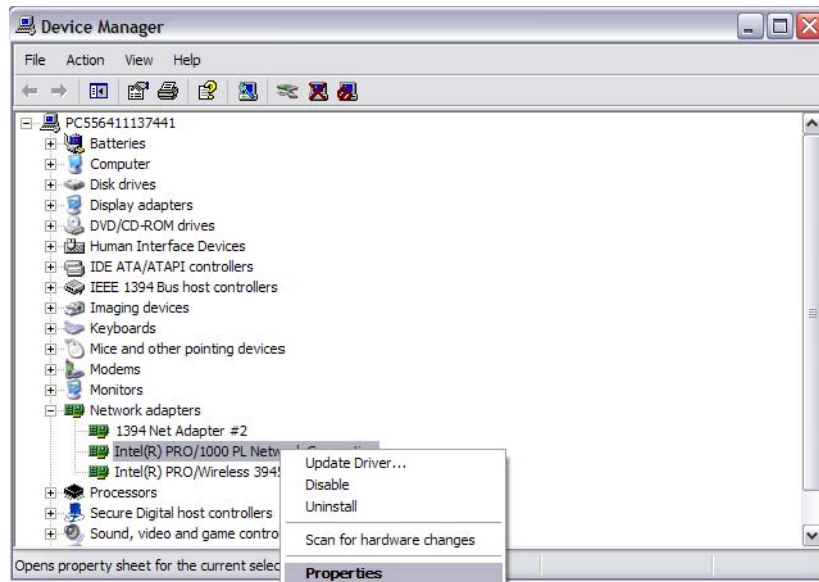 Device Manager
File Action View Help
PC556411137441
Batteries
Computer
Disk drives
Display adapters
DVD/CD-ROM drives
Human Interface Devices
IDE ATA/ATAPI controllers
IEEE 1394 Bus host controllers
Imaging devices
Keyboards
Mice and other pointing devices
Modems
Monitors
Network adapters
1394 Net Adapter #2
Intel(R) PRO/1000 PL
Intel(R) PRO/Wireless
Processors
Secure Digital host controllers
Sound, video and game
Update Driver...
Disable
Uninstall
Scan for hardware changes
Properties
Opens property sheet for the current